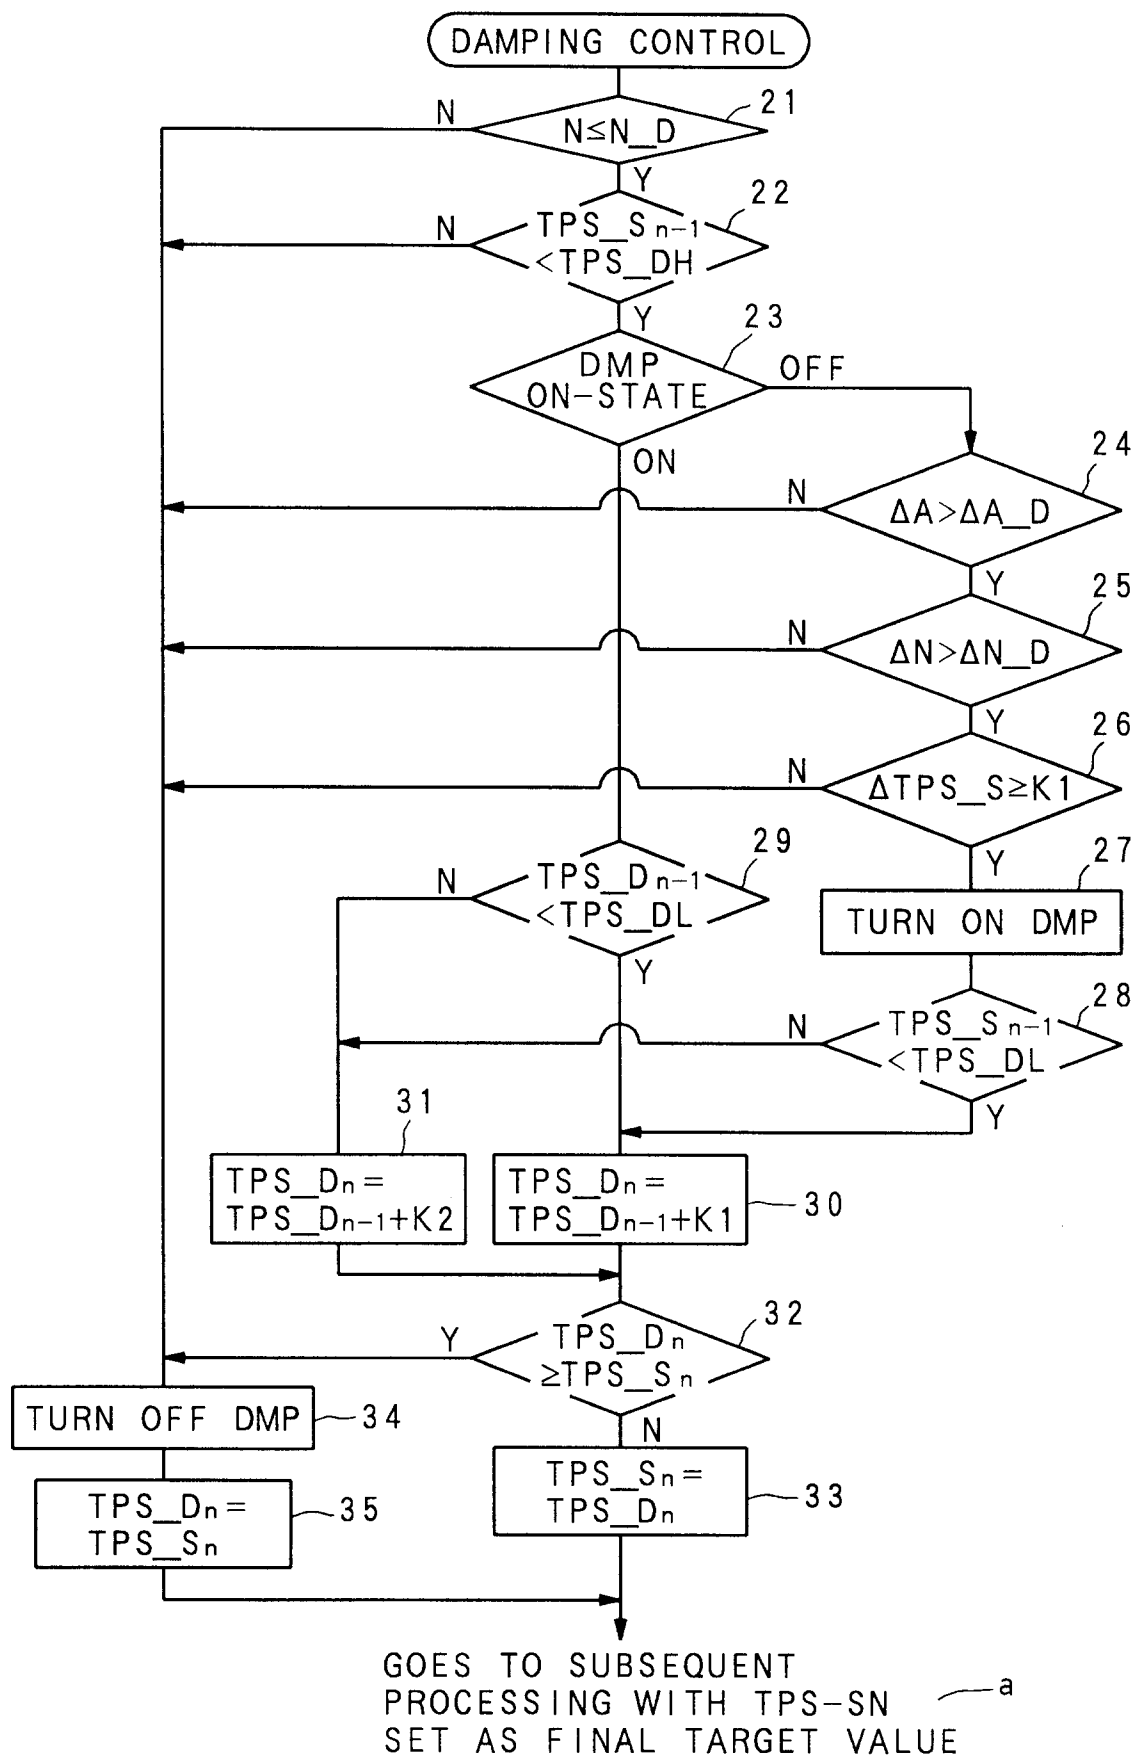 DAMPING CONTROL
21
N
N≤N_D
Y
22
N
TPS_Sn-1
<TPS_DH
Y
23
DMP
ON-STATE
OFF
ON
24
N
ΔA>ΔA_D
Y
25
N
ΔN>ΔN_D
Y
26
N
ΔTPS_S≥K1
Y
27
TURN ON DMP
29
N
TPS_Dn-1
<TPS_DL
Y
28
N
TPS_Sn-1
<TPS_DL
Y
31
TPS_Dn=
TPS_Dn-1+K2
TPS_Dn=
TPS_Dn-1+K1
30
32
Y
TPS_Dn
≥TPS_Sn
N
TURN OFF DMP
34
TPS_Sn=
TPS_Dn
33
TPS_Dn=
TPS_Sn
35
GOES TO SUBSEQUENT
PROCESSING WITH TPS-SN
SET AS FINAL TARGET VALUE
a